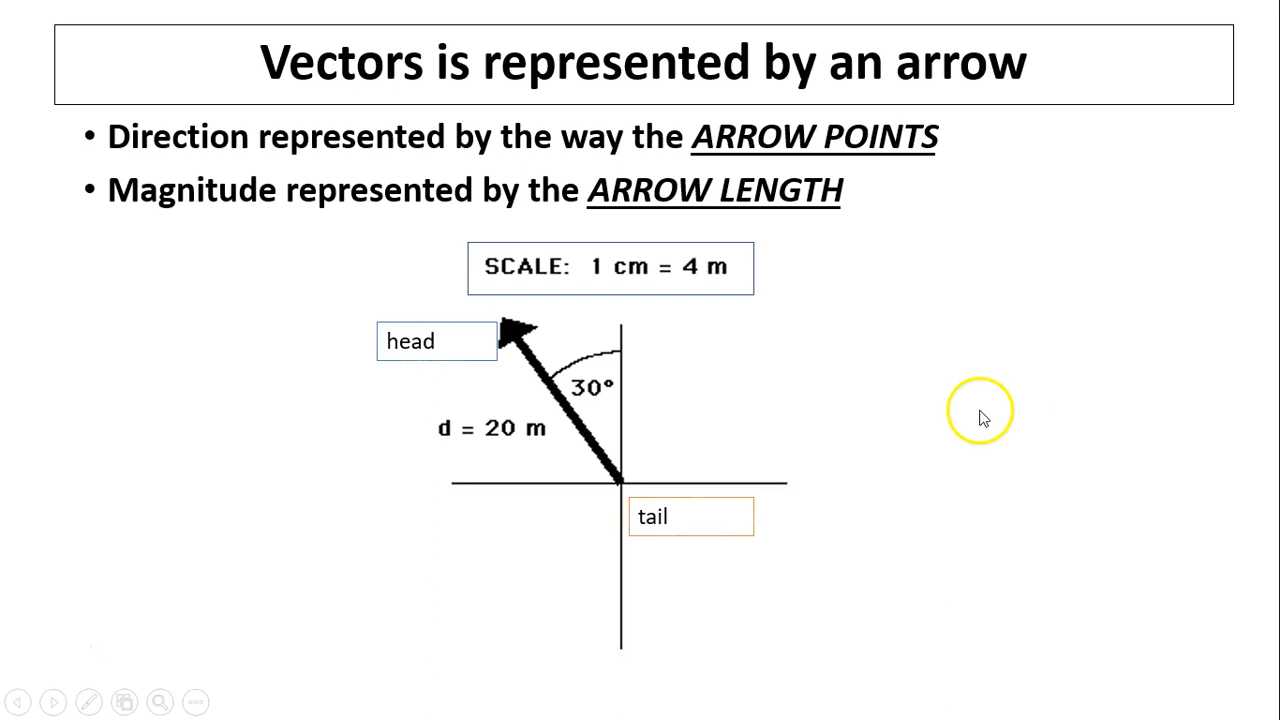 Vectors is represented by an arrow
• Direction represented by the way the ARROW POINTS
• Magnitude represented by the ARROW LENGTH
SCALE: 1 cm = 4 m
head
30°
d = 20 m
tail